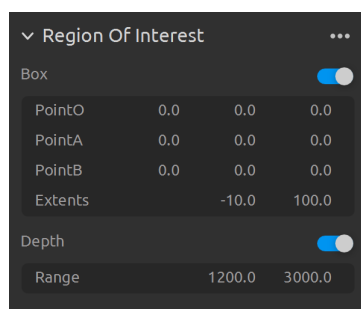 Region Of Interest
Box
PointO 0.0 0.0 0.0
PointA 0.0 0.0 0.0
PointB 0.0 0.0 0.0
Extents -10.0 100.0
Depth
Range 1200.0 3000.0